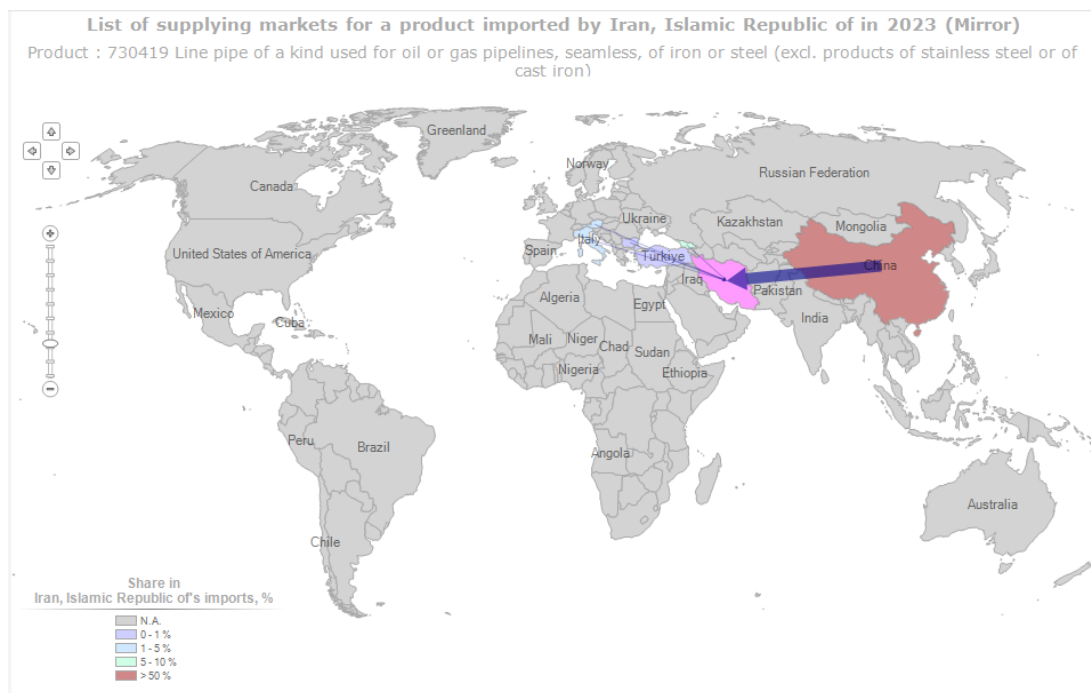 List of supplying markets for a product imported by Iran, Islamic Republic of in 2023 (Mirror)
Product : 730419 Line pipe of a kind used for oil or gas pipelines, seamless, of iron or steel (excl. products of stainless steel or of
cast iron)
Greenland
Norway
Canada
Russian Federation
Ukraine
Kazakhstan
Mongolia
Italy
United States of America
Spain
Türkiye
China
Iraq
Pakistan
Algeria
Egypt
Mexico
India
Cuba
Mali
Niger
Chad
Sudan
Nigeria
Ethiopia
Peru
Brazil
Angola
Australia
Chile
Share in
Iran, Islamic Republic of's imports, %
N.A.
0 - 1 %
1 - 5 %
5 - 10 %
> 50 %